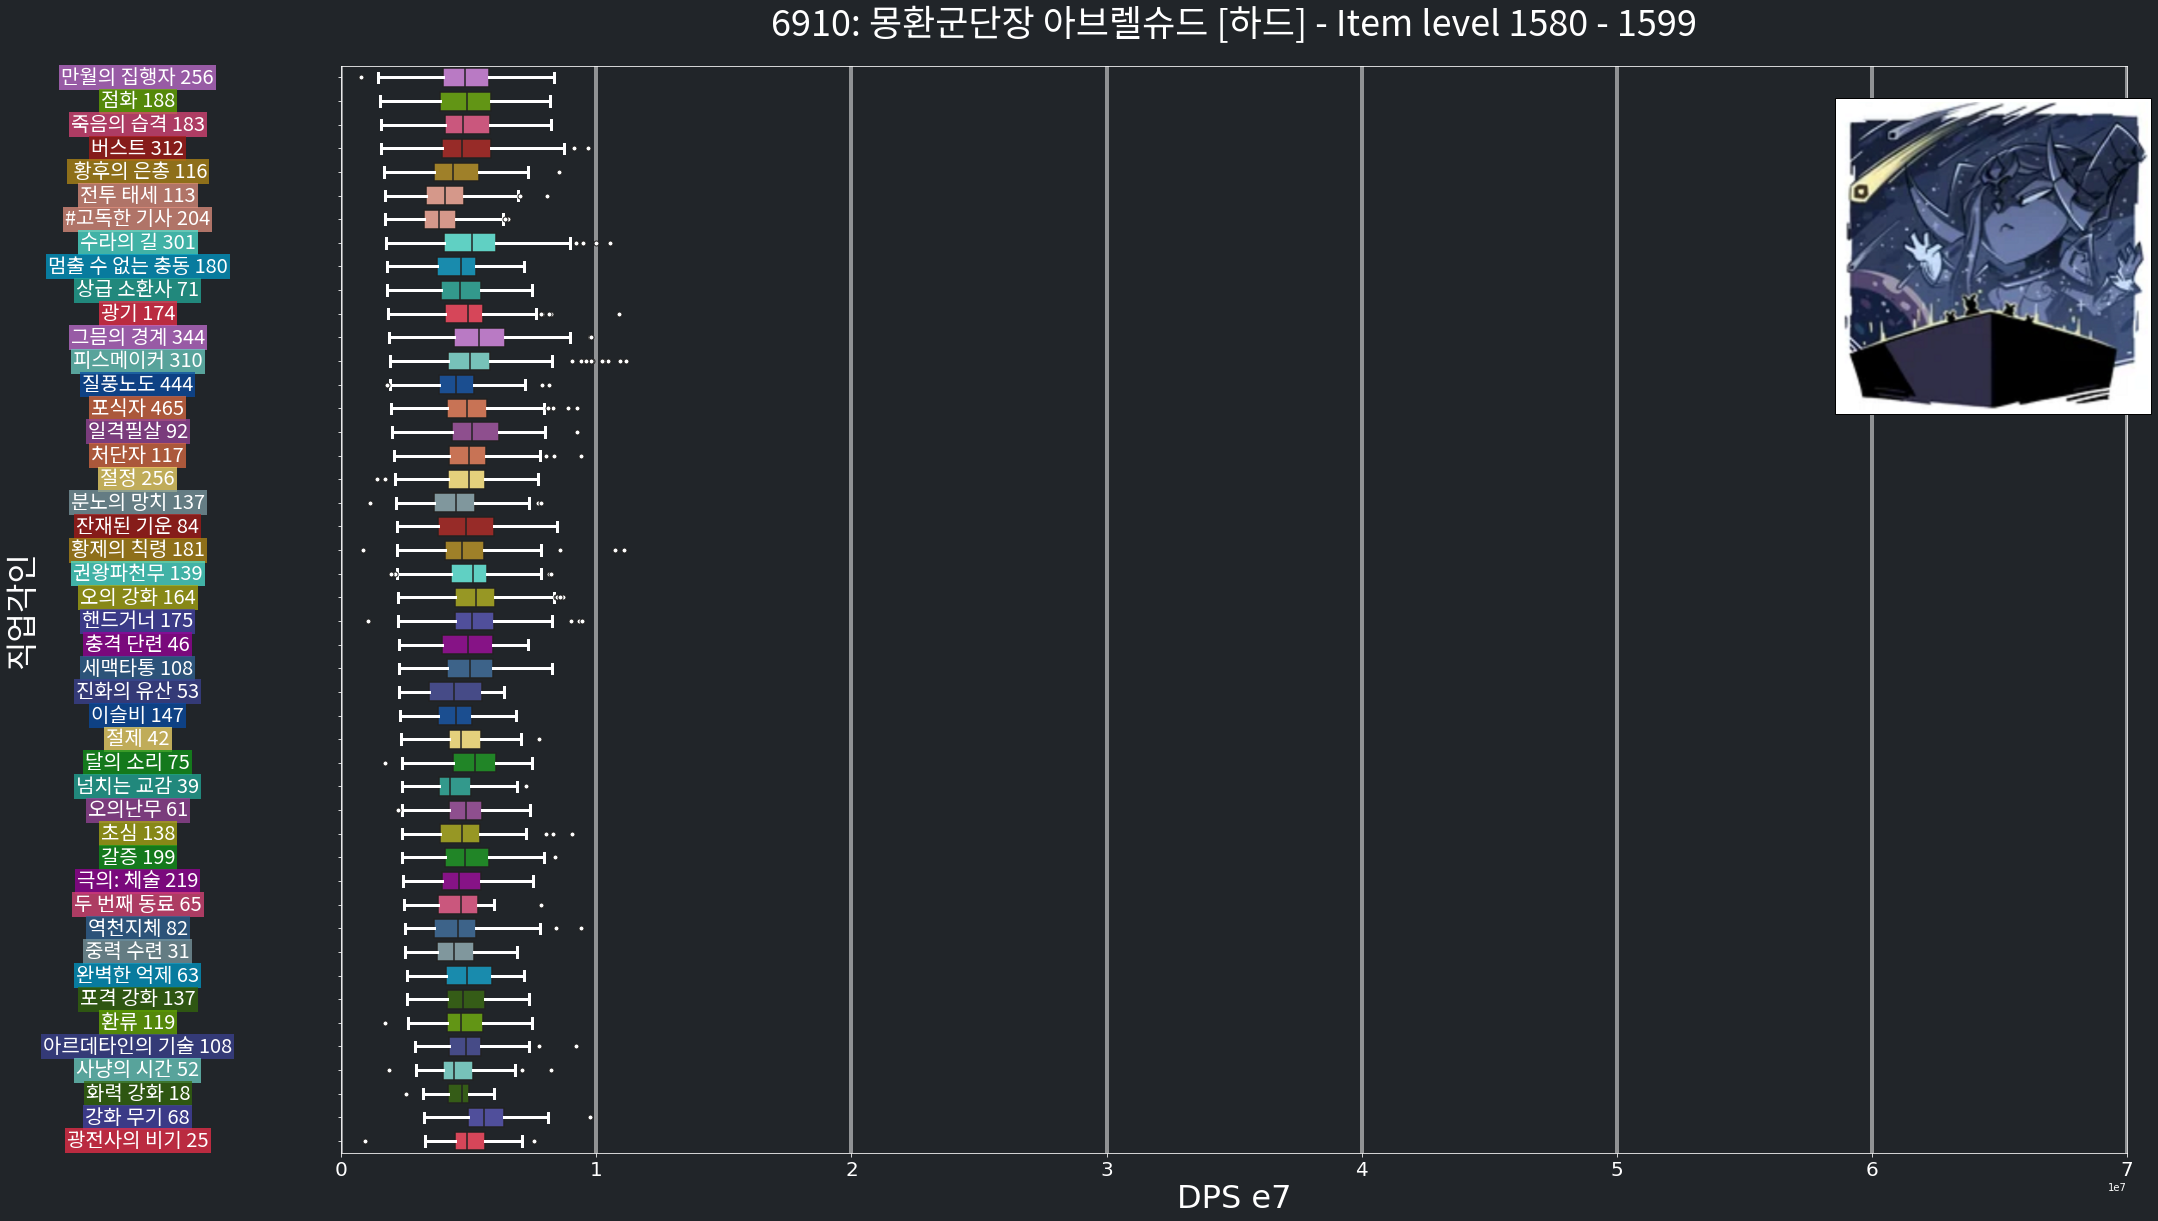 6910: 몽환군단장 아브렐슈드 [하드] - Item level 1580 - 1599
만월의 집행자 256
점화 188
죽음의 습격 183
버스트 312
황후의 은총 116
전투 태세 113
#고독한 기사 204
수라의 길 301
멈출 수 없는 충동 180
상급 소환사 71
광기 174
그믐의 경계 344
피스메이커 310
질풍노도 444
포식자 465
일격필살 92
처단자 117
절정 256
분노의 망치 137
잔재된 기운 84
황제의 칙령 181
권왕파천무 139
오의 강화 164
핸드거너 175
충격 단련 46
세맥타통 108
진화의 유산 53
이슬비 147
절제 42
달의 소리 75
넘치는 교감 39
오의난무 61
초심 138
갈증 199
극의: 체술 219
두 번째 동료 65
역천지체 82
중력 수련 31
완벽한 억제 63
포격 강화 137
환류 119
아르데타인의 기술 108
사냥의 시간 52
화력 강화 18
강화 무기 68
광전사의 비기 25
직업각인
0 1 2 3 4 5 6 7
1e7
DPS e7